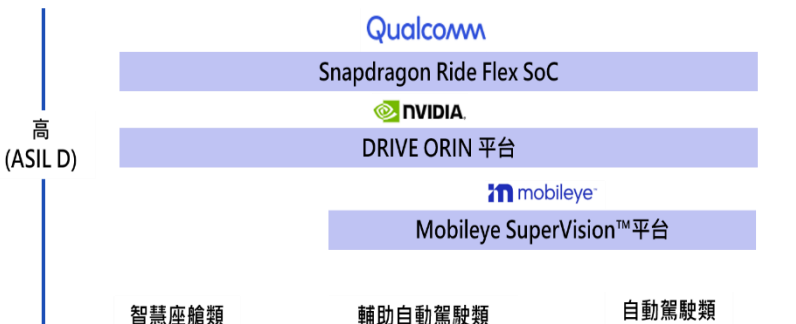 Qualcomm
Snapdragon Ride Flex SoC
NVIDIA.
高
(ASIL D)
DRIVE ORIN 平台
mobileye™
Mobileye SuperVision™平台
智慧座艙類
輔助自動駕駛類
自動駕駛類